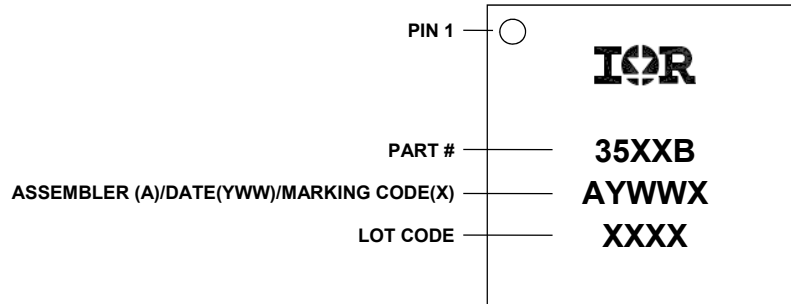 PIN 1
IOR
PART #
35XXB
ASSEMBLER (A)/DATE(YWW)/MARKING CODE(X)
AYWWX
LOT CODE
XXXX